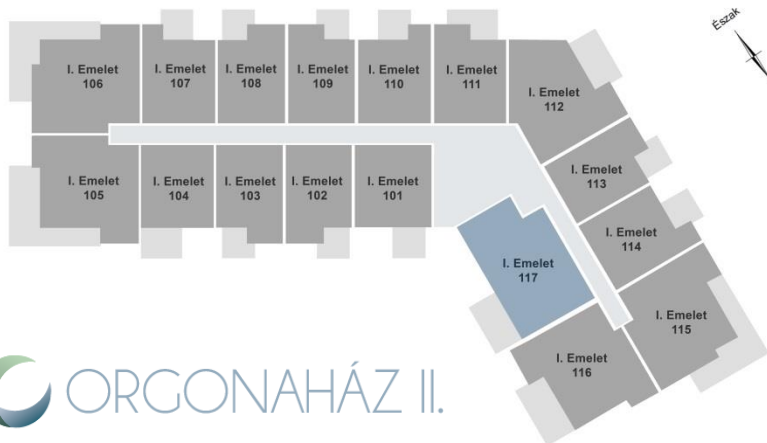 Észak
I. Emelet
106
I. Emelet
107
I. Emelet
108
I. Emelet
109
I. Emelet
110
I. Emelet
111
I. Emelet
112
I. Emelet
113
I. Emelet
114
I. Emelet
115
I. Emelet
116
I. Emelet
117
I. Emelet
105
I. Emelet
104
I. Emelet
103
I. Emelet
102
I. Emelet
101
ORGONAHÁZ II.